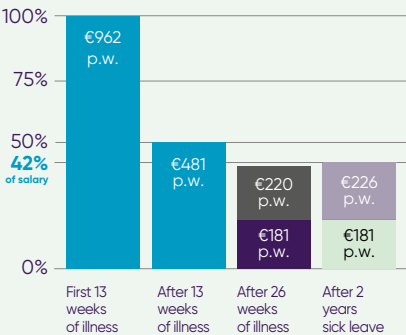 100%
75%
50%
42%
of salary
0%
€962
p.w.
€481
p.w.
€220
p.w.
€181
p.w.
€226
p.w.
€181
p.w.
First 13
weeks
of illness
After 13
weeks
of illness
After 26
weeks
of illness
After 2
years
sick leave